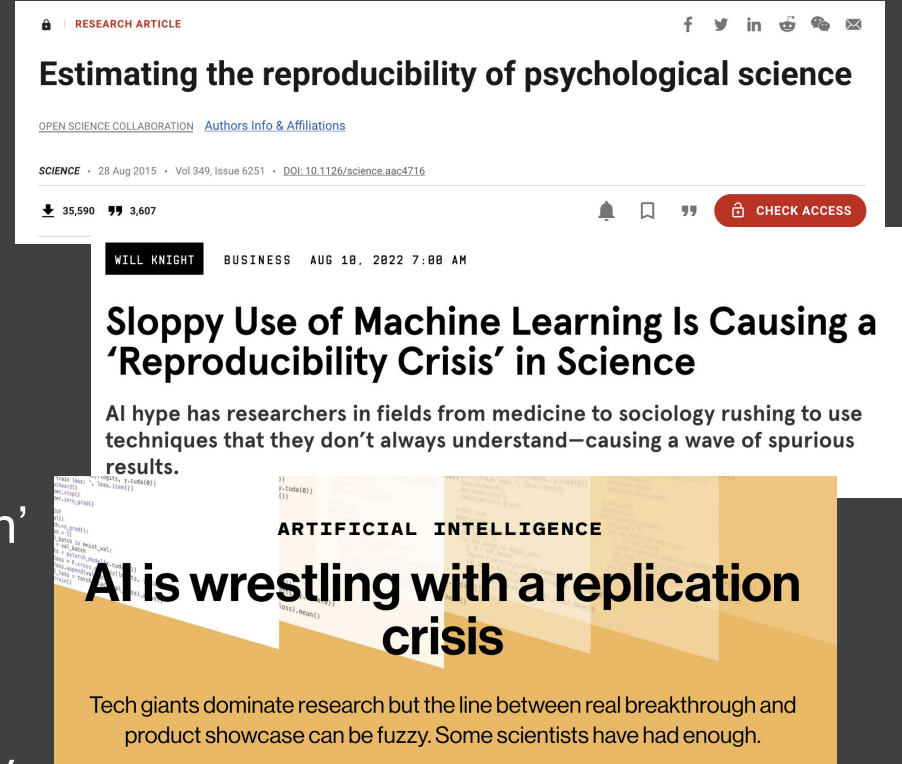 RESEARCH ARTICLE
Estimating the reproducibility of psychological science
OPEN SCIENCE COLLABORATION Authors Info & Affiliations
SCIENCE • 28 Aug 2015 • Vol 349, Issue 6251 • DOI: 10.1126/science.aac4716
35,590 3,607 CHECK ACCESS
WILL KNIGHT BUSINESS AUG 10, 2022 7:00 AM
Sloppy Use of Machine Learning Is Causing a
‘Reproducibility Crisis’ in Science
AI hype has researchers in fields from medicine to sociology rushing to use
techniques that they don’t always understand—causing a wave of spurious
results.
ARTIFICIAL INTELLIGENCE
AI is wrestling with a replication
crisis
Tech giants dominate research but the line between real breakthrough and
product showcase can be fuzzy. Some scientists have had enough.